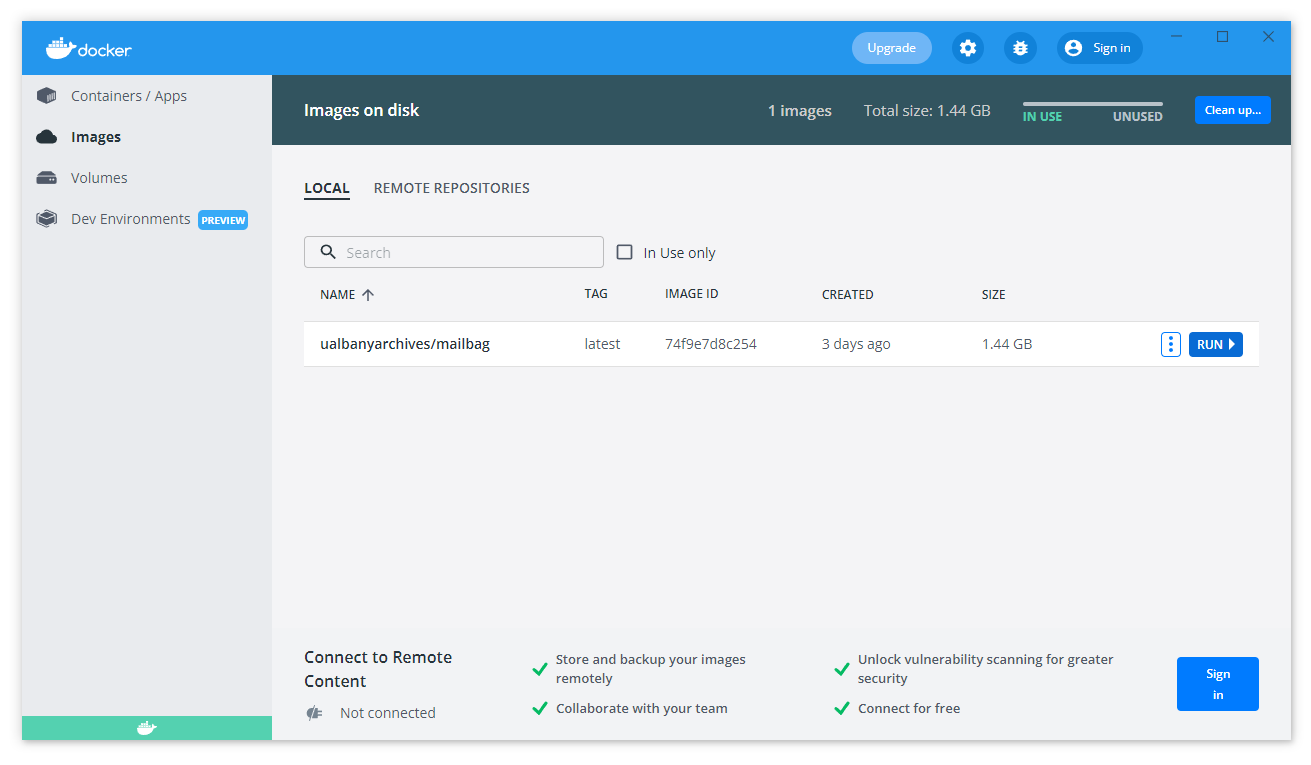 docker
Upgrade
Sign in
Containers / Apps
Images
Volumes
Dev Environments PREVIEW
Images on disk
1 images
Total size: 1.44 GB
IN USE
UNUSED
Clean up...
LOCAL
REMOTE REPOSITORIES
Search
In Use only
NAME TAG IMAGE ID CREATED SIZE
ualbanyarchives/mailbag latest 74f9e7d8c254 3 days ago 1.44 GB RUN
Connect to Remote
Content
Not connected
Store and backup your images
remotely
Collaborate with your team
Unlock vulnerability scanning for greater
security
Connect for free
Sign
in